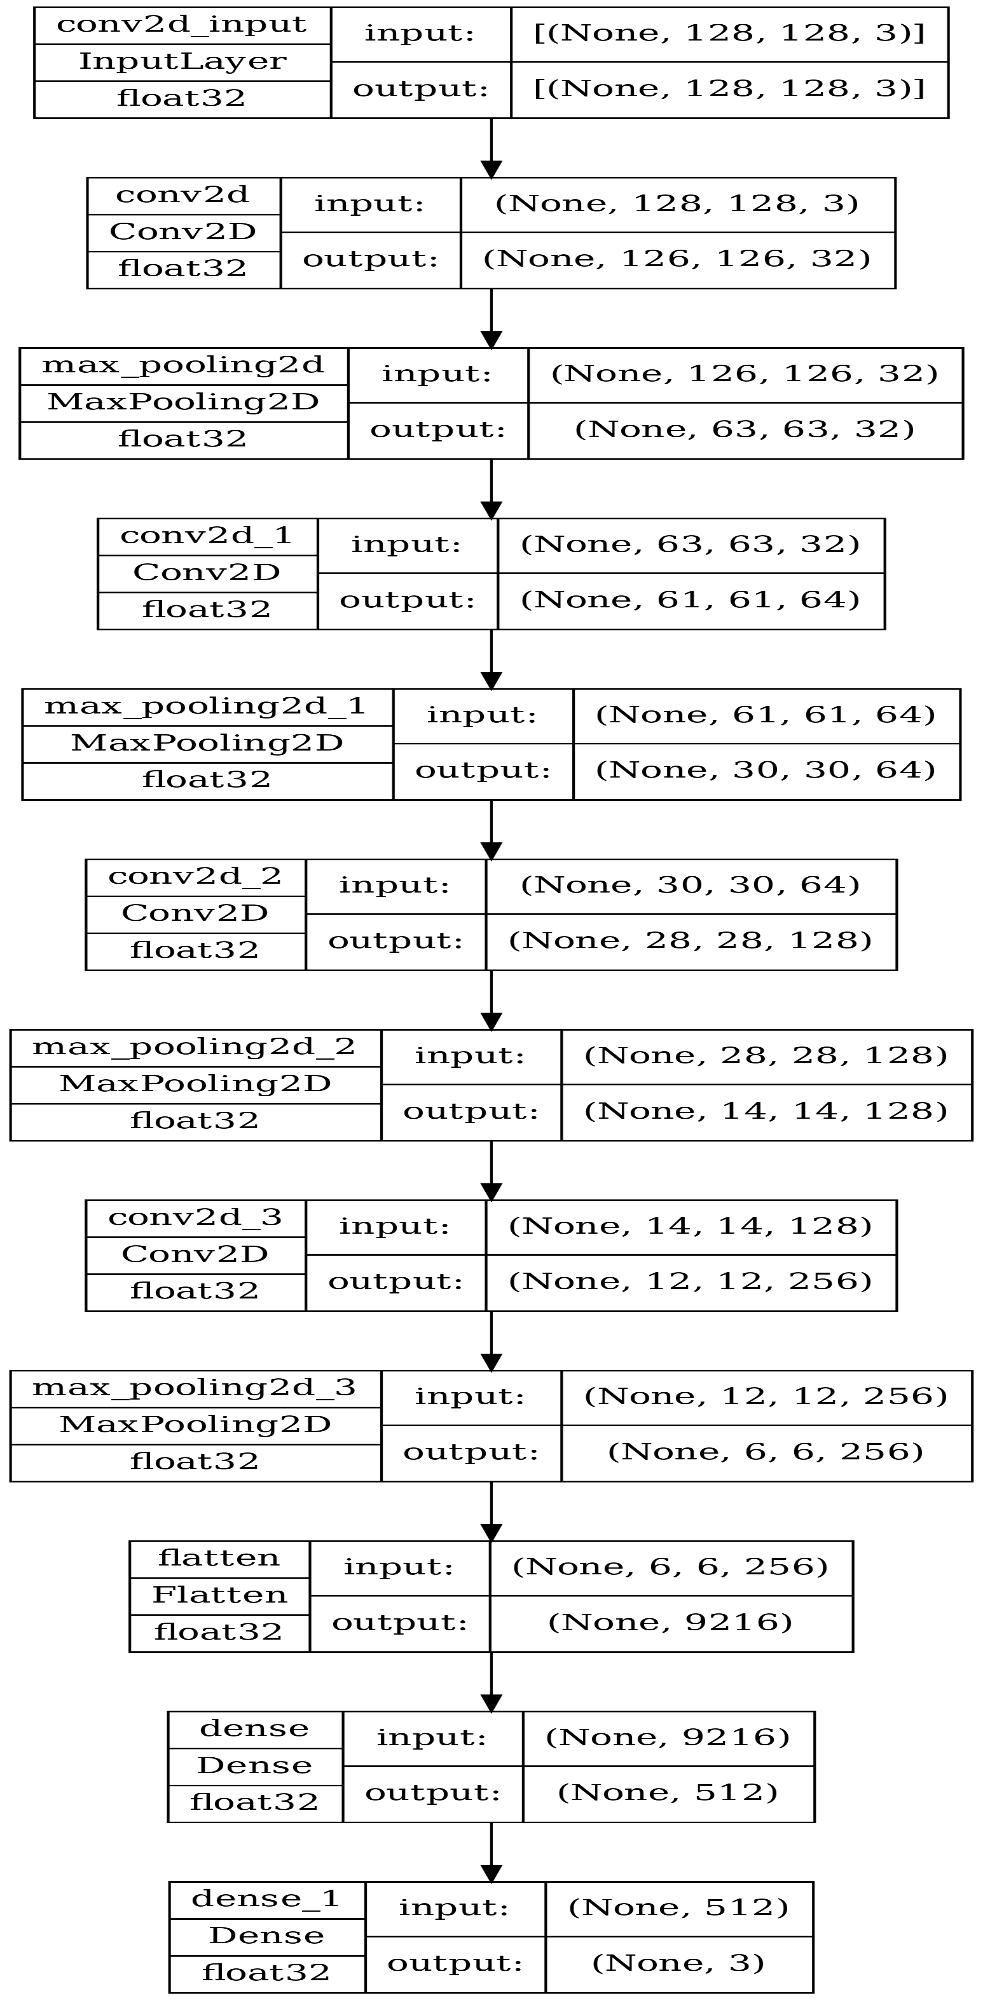 conv2d_input
InputLayer
float32
input:
[(None, 128, 128, 3)]
output:
[(None, 128, 128, 3)]
conv2d
Conv2D
float32
input:
(None, 128, 128, 3)
output:
(None, 126, 126, 32)
max_pooling2d
MaxPooling2D
float32
input:
(None, 126, 126, 32)
output:
(None, 63, 63, 32)
conv2d_1
Conv2D
float32
input:
(None, 63, 63, 32)
output:
(None, 61, 61, 64)
max_pooling2d_1
MaxPooling2D
float32
input:
(None, 61, 61, 64)
output:
(None, 30, 30, 64)
conv2d_2
Conv2D
float32
input:
(None, 30, 30, 64)
output:
(None, 28, 28, 128)
max_pooling2d_2
MaxPooling2D
float32
input:
(None, 28, 28, 128)
output:
(None, 14, 14, 128)
conv2d_3
Conv2D
float32
input:
(None, 14, 14, 128)
output:
(None, 12, 12, 256)
max_pooling2d_3
MaxPooling2D
float32
input:
(None, 12, 12, 256)
output:
(None, 6, 6, 256)
flatten
Flatten
float32
input:
(None, 6, 6, 256)
output:
(None, 9216)
dense
Dense
float32
input:
(None, 9216)
output:
(None, 512)
dense_1
Dense
float32
input:
(None, 512)
output:
(None, 3)